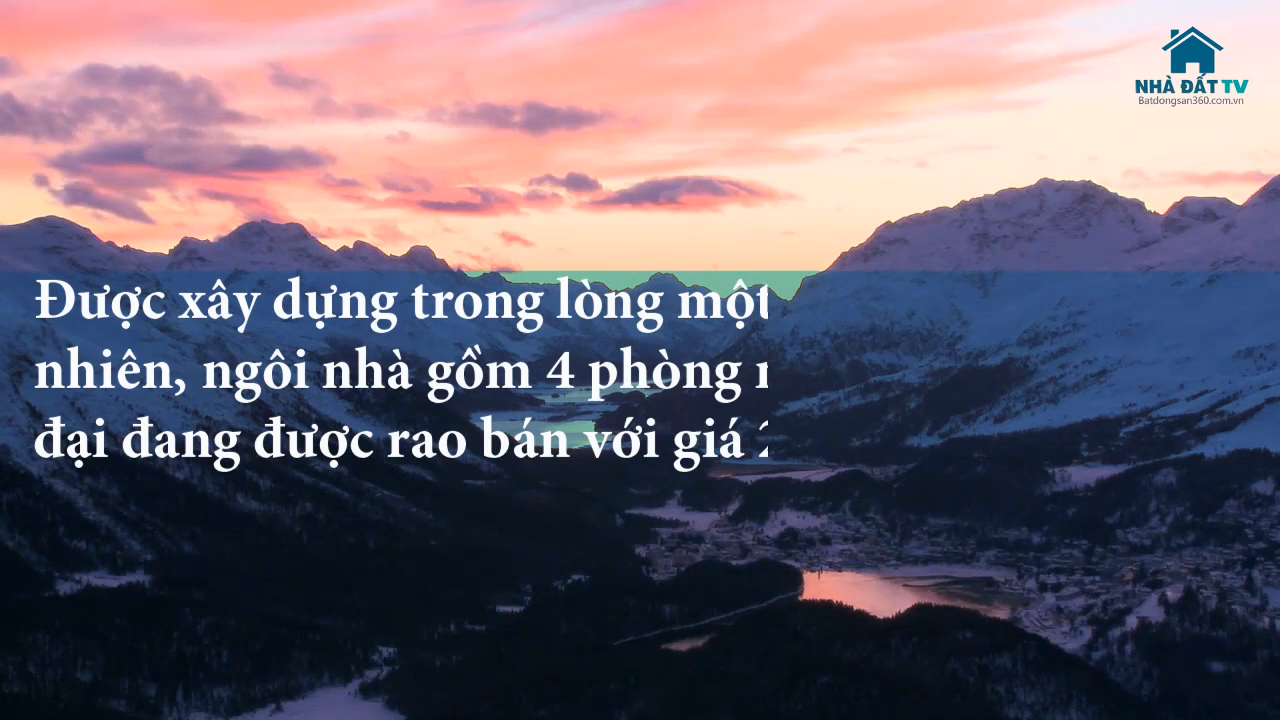 NHÀ ĐẤT TV
Batdongsan360.com.vn
Được xây dựng trong lòng một
nhiên, ngôi nhà gồm 4 phòng
đại đang được rao bán với giá